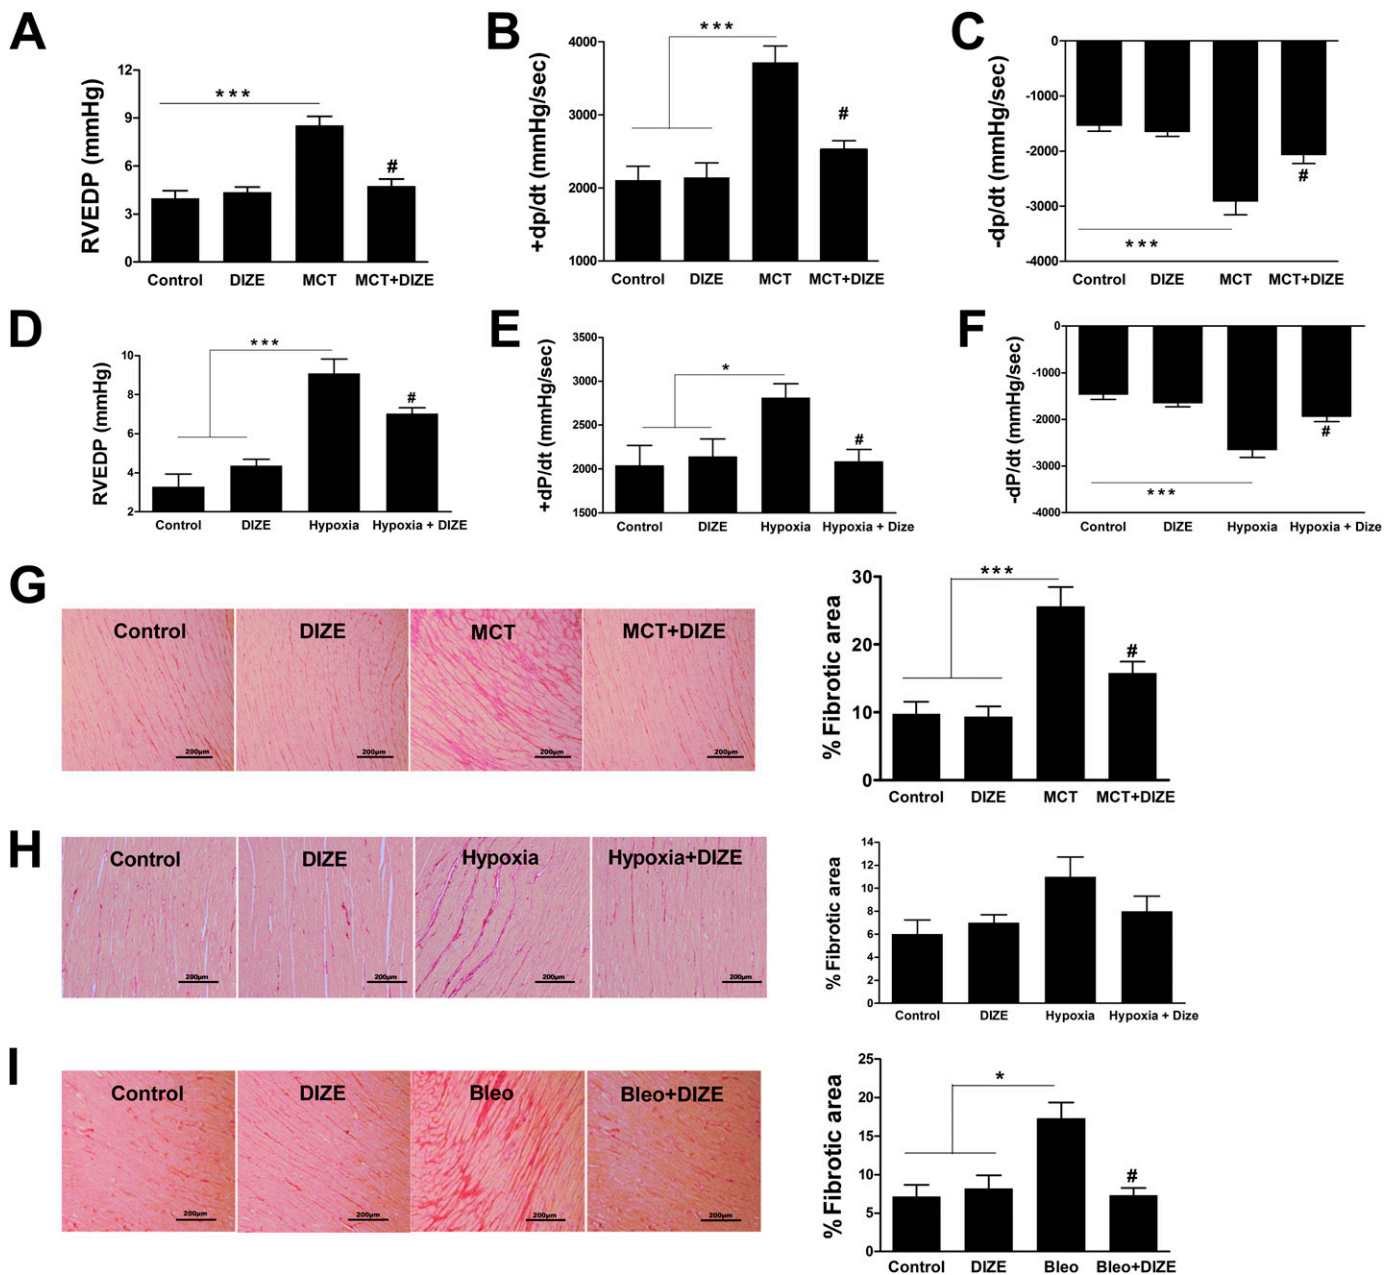 A
RVEDP (mmHg)
12
9
6
3
0
***
#
Control DIZE MCT MCT+DIZE
B
+dp/dt (mmHg/sec)
4000
3000
2000
1000
***
#
Control DIZE MCT MCT+DIZE
C
-dp/dt (mmHg/sec)
0
-1000
-2000
-3000
-4000
#
***
Control DIZE MCT MCT+DIZE
D
RVEDP (mmHg)
10
8
6
4
2
***
#
Control DIZE Hypoxia Hypoxia + DIZE
E
+dP/dt (mmHg/sec)
3500
3000
2500
2000
1500
*
#
Control DIZE Hypoxia Hypoxia + Dize
F
-dP/dt (mmHg/sec)
0
-1000
-2000
-3000
-4000
#
***
Control DIZE Hypoxia Hypoxia + Dize
G
Control DIZE MCT MCT+DIZE
200µm 200µm 200µm 200µm
% Fibrotic area
30
20
10
0
***
#
Control DIZE MCT MCT+DIZE
H
Control DIZE Hypoxia Hypoxia+DIZE
200µm 200µm 200µm 200µm
% Fibrotic area
14
12
10
8
6
4
2
0
Control DIZE Hypoxia Hypoxia + Dize
I
Control DIZE Bleo Bleo+DIZE
200µm 200µm 200µm 200µm
% Fibrotic area
25
20
15
10
5
0
*
#
Control DIZE Bleo Bleo+DIZE